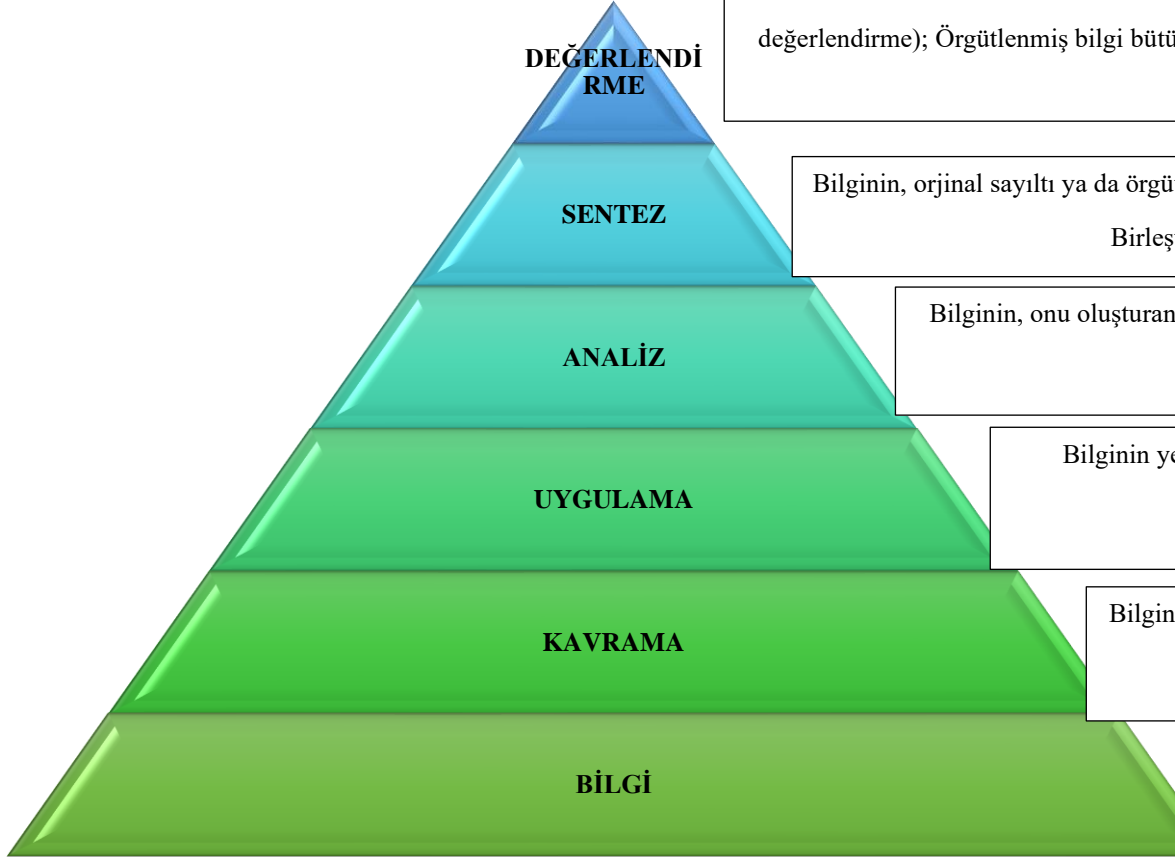 değerlendirme); Örgütlenmiş bilgi bütü
DEĞERLENDİ
RME
Bilginin, orjinal sayıltı ya da örgü
Birleş
SENTEZ
Bilginin, onu oluşturan
ANALİZ
Bilginin ye
UYGULAMA
Bilgin
KAVRAMA
BİLGİ